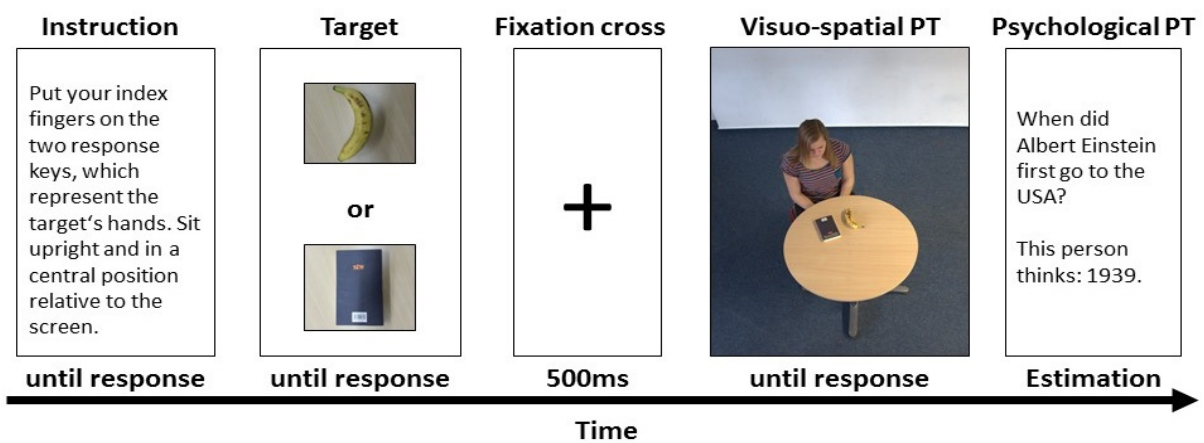 Instruction
Target
Fixation cross
Visuo-spatial PT
Psychological PT
Put your index
fingers on the
two response
keys, which
represent the
target‘s hands. Sit
upright and in a
central position
relative to the
screen.
or
When did
Albert Einstein
first go to the
USA?
This person
thinks: 1939.
until response
until response
500ms
until response
Estimation
Time